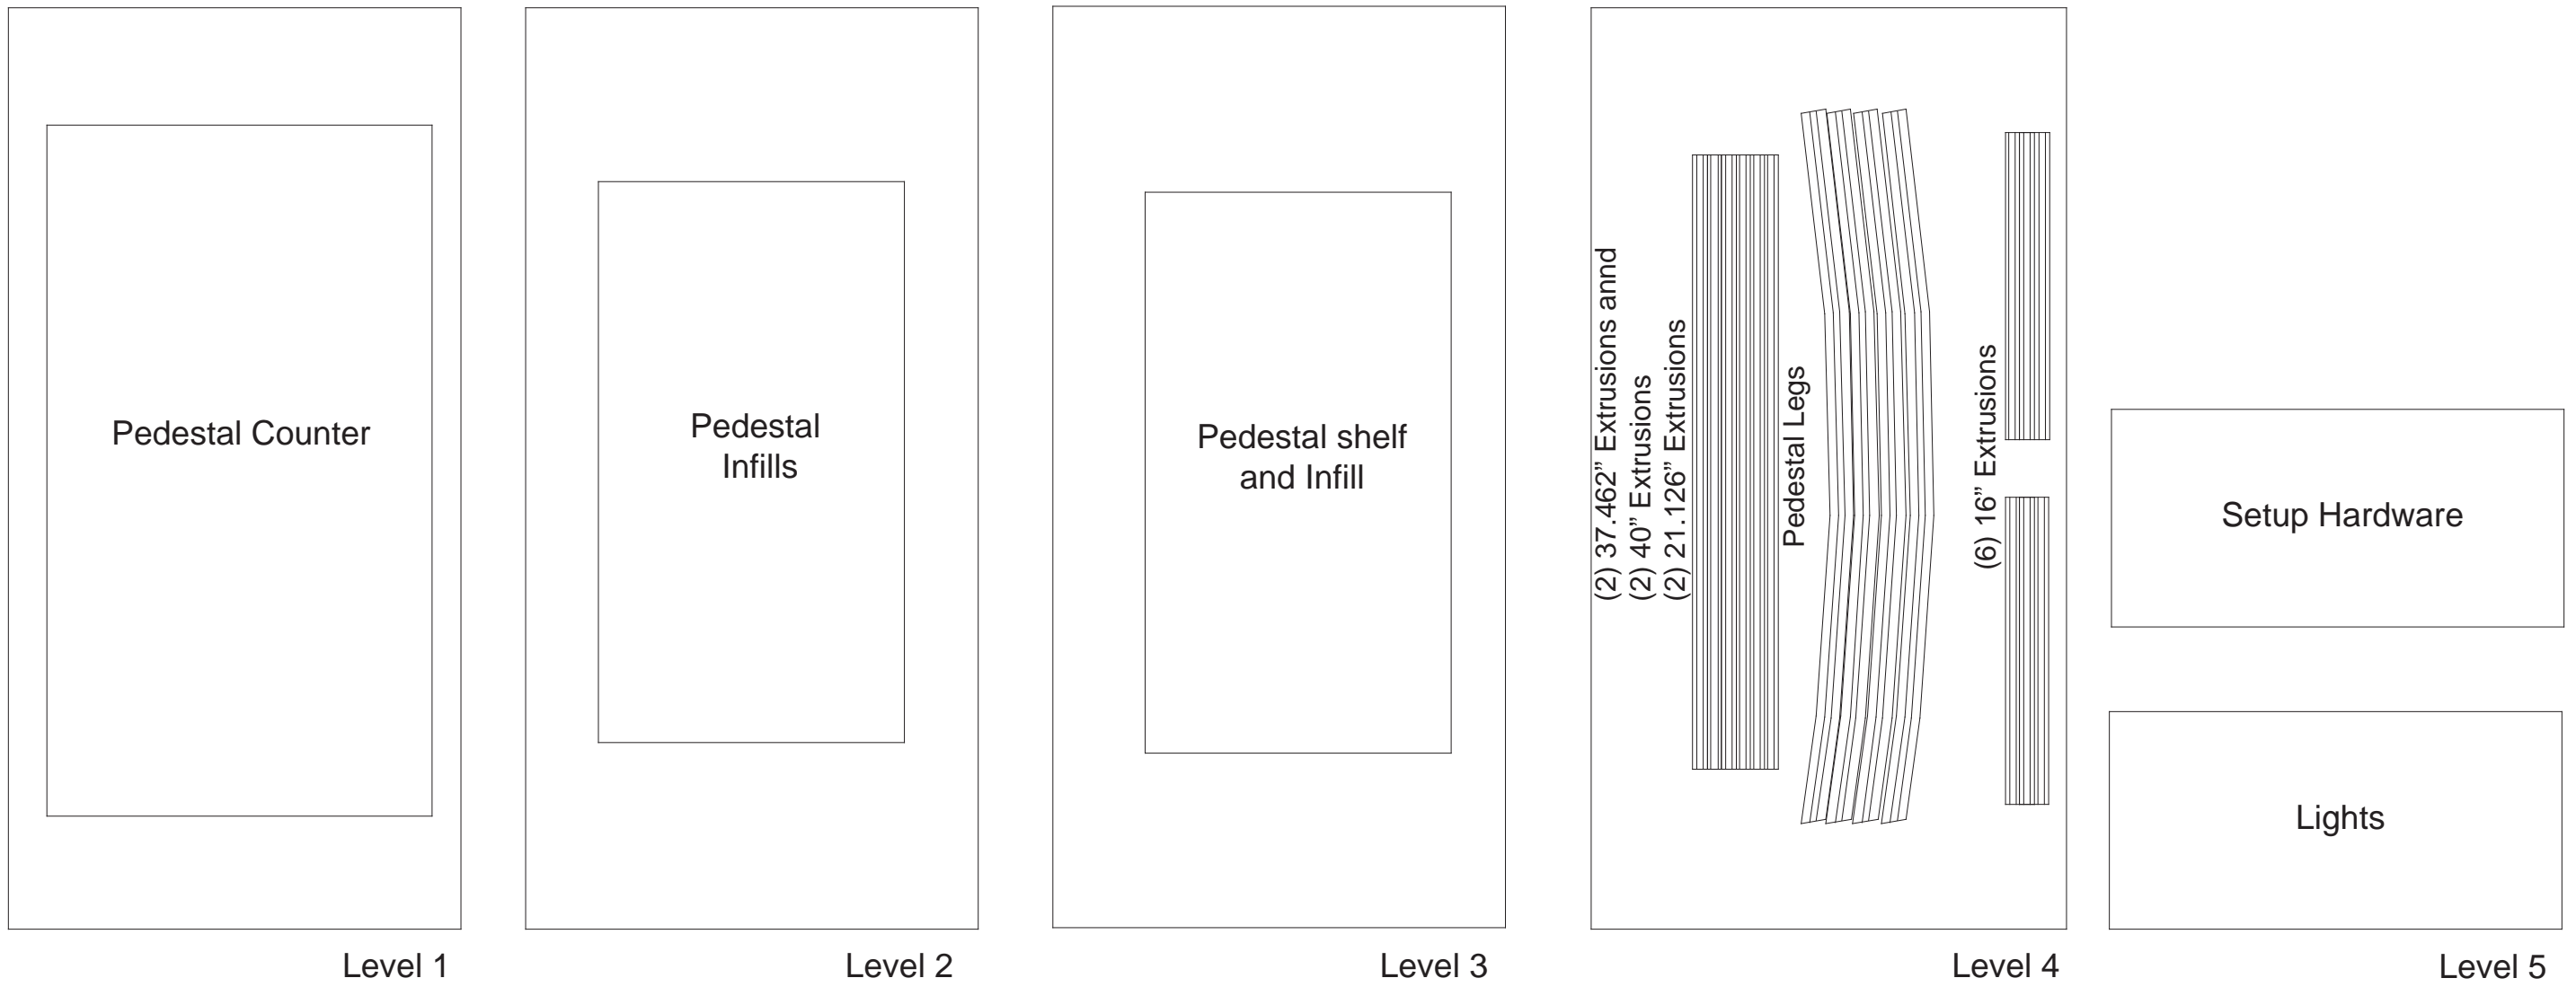 Pedestal Counter
Level 1
Pedestal
Infills
Level 2
Pedestal shelf
and Infill
Level 3
(2) 37.462” Extrusions annd
(2) 40” Extrusions
(2) 21.126” Extrusions
Pedestal Legs
(6) 16” Extrusions
Level 4
Setup Hardware
Lights
Level 5